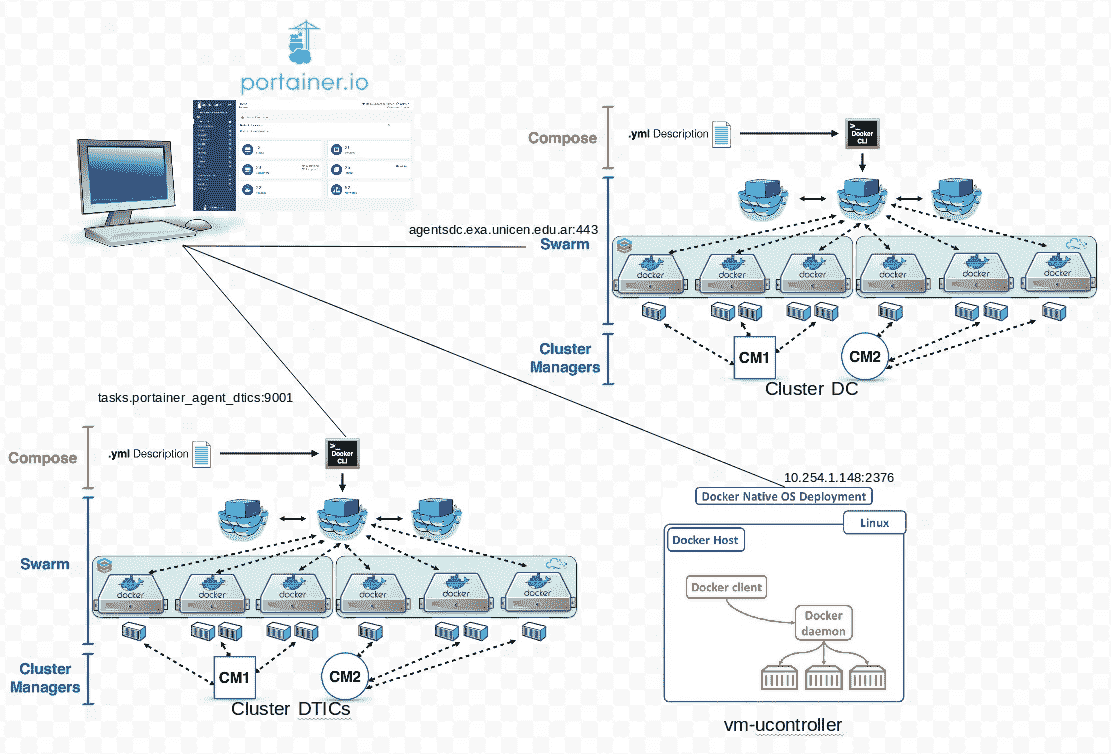 portainer.io
Compose
.yml Description
>_ Docker CLI
agentsdc.exa.unicen.edu.ar:443
Swarm
docker
docker
docker
docker
docker
docker
Cluster
Managers
CM1
CM2
Cluster DC
tasks.portainer_agent_dtics:9001
Compose
.yml Description
>_ Docker CLI
Swarm
docker
docker
docker
docker
docker
docker
Cluster
Managers
CM1
CM2
Cluster DTICs
10.254.1.148:2376
Docker Native OS Deployment
Linux
Docker Host
Docker client
Docker
daemon
vm-ucontroller